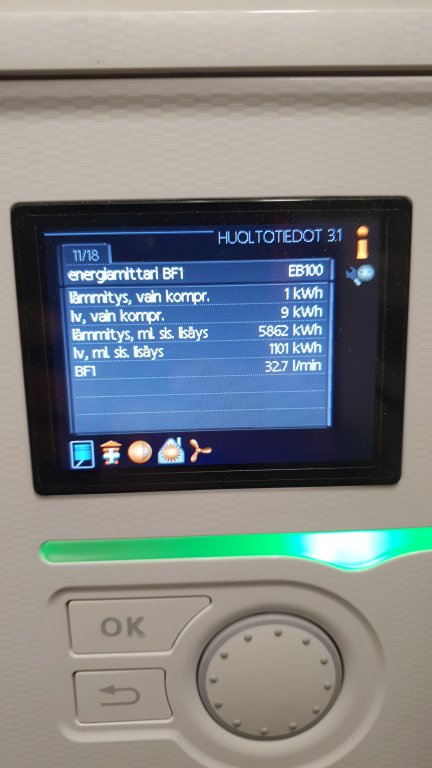 HUOLTOTIEDOT 3.1
11/18
energiamittari BF1 EB100
lämmitys, vain kompr. 1 kWh
lv, vain kompr. 9 kWh
lämmitys, ml. sis. lisäys 5862 kWh
lv, ml. sis. lisäys 1101 kWh
BF1 32.7 l/min
OK